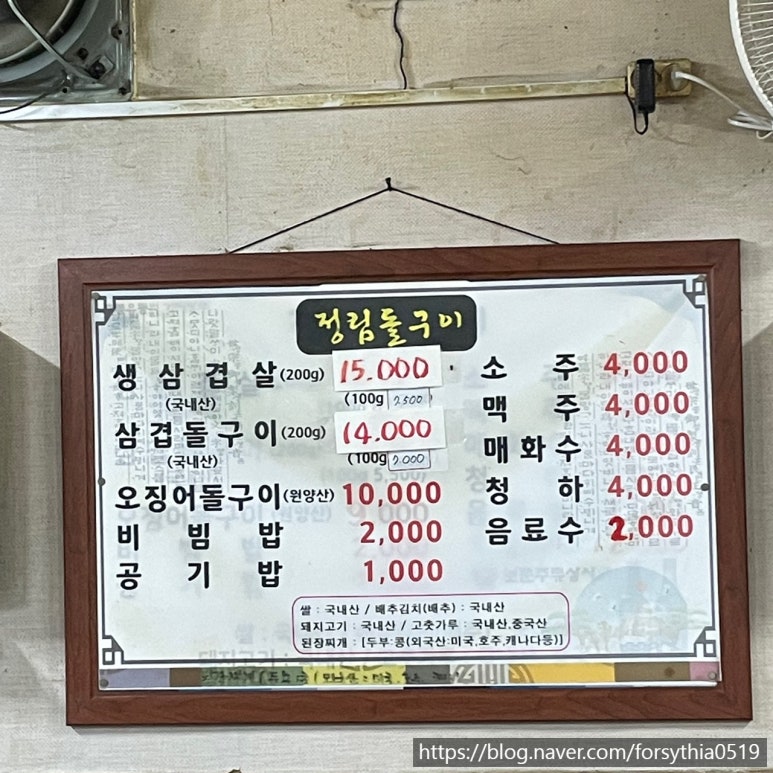 정림돌구이
생삼겹살(200g) 15.000
(국내산) (100g 7.500)
삼겹돌구이(200g) 14.000
(국내산) (100g 7.000)
오징어돌구이(원양산) 10,000
비빔밥 2,000
공기밥 1,000
소주 4,000
맥주 4,000
매화수 4,000
청하 4,000
음료수 2,000
쌀 : 국내산 / 배추김치(배추) : 국내산
돼지고기 : 국내산 / 고춧가루 : 국내산,중국산
된장찌개 : [두부·콩(외국산:미국,호주,캐나다등)]
https://blog.naver.com/forsythia0519